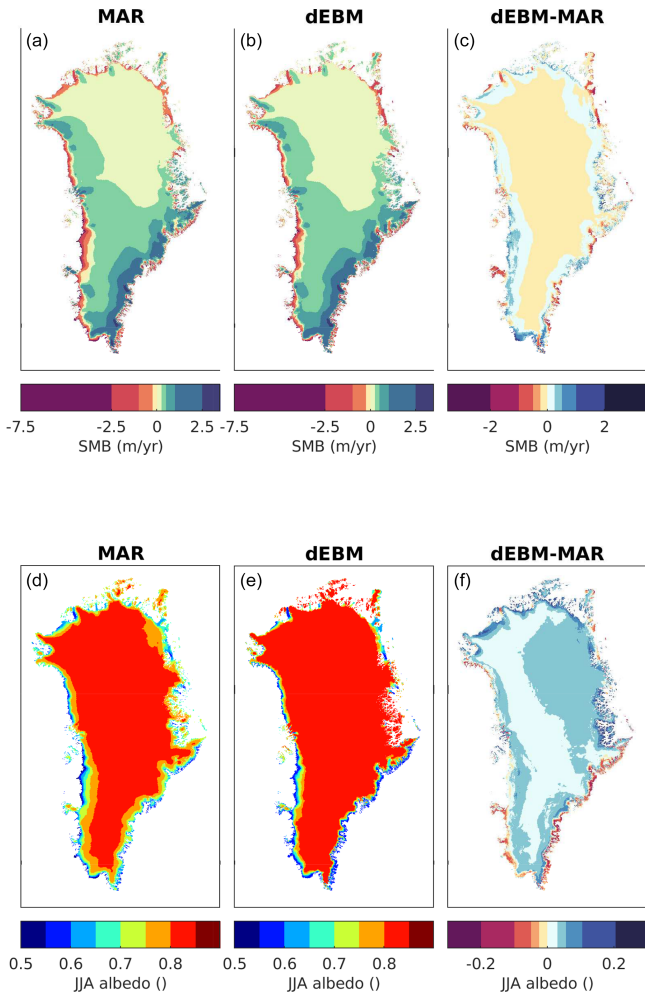 MAR dEBM dEBM-MAR
(a) (b) (c)
-7.5 -2.5 0 2.5 -7.5 -2.5 0 2.5 -2 0 2
SMB (m/yr) SMB (m/yr) SMB (m/yr)
MAR dEBM dEBM-MAR
(d) (e) (f)
0.5 0.6 0.7 0.8 0.5 0.6 0.7 0.8 -0.2 0 0.2
JJA albedo () JJA albedo () JJA albedo ()